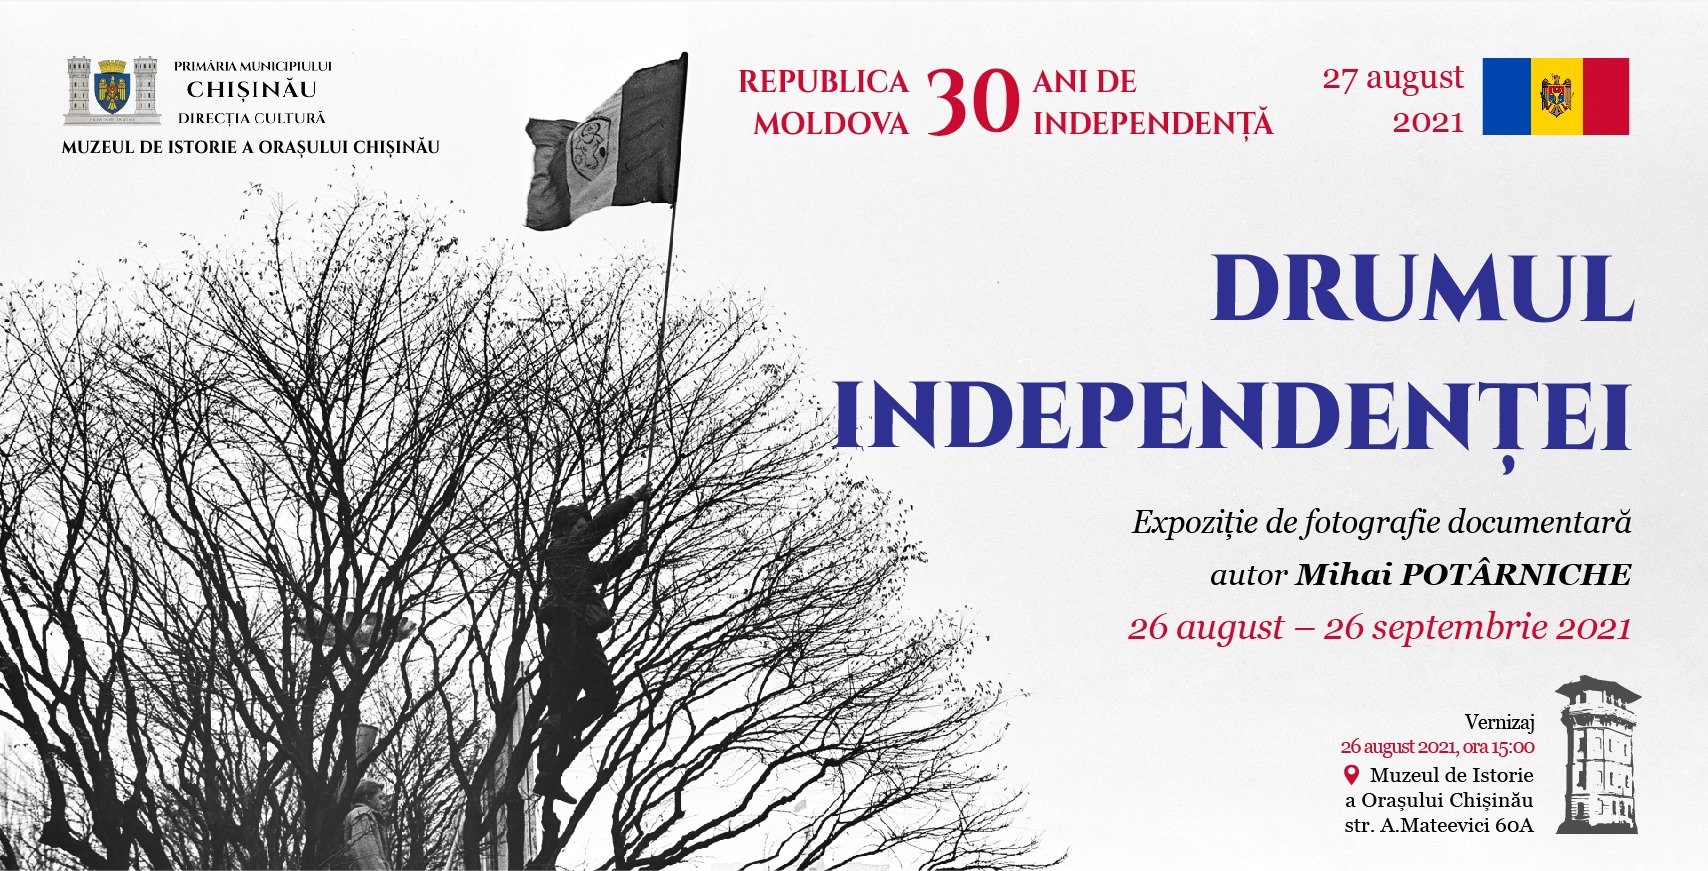 PRIMĂRIA MUNICIPIULUI
CHIȘINĂU
DIRECȚIA CULTURĂ
MUZEUL DE ISTORIE A ORAȘULUI CHIȘINĂU
REPUBLICA
MOLDOVA
30
ANI DE
INDEPENDENȚĂ
27 august
2021
DRUMUL
INDEPENDENȚEI
Expoziție de fotografie documentară
autor Mihai POTÂRNICHE
26 august – 26 septembrie 2021
Vernizaj
26 august 2021, ora 15:00
Muzeul de Istorie
a Orașului Chișinău
str. A.Mateevici 60A